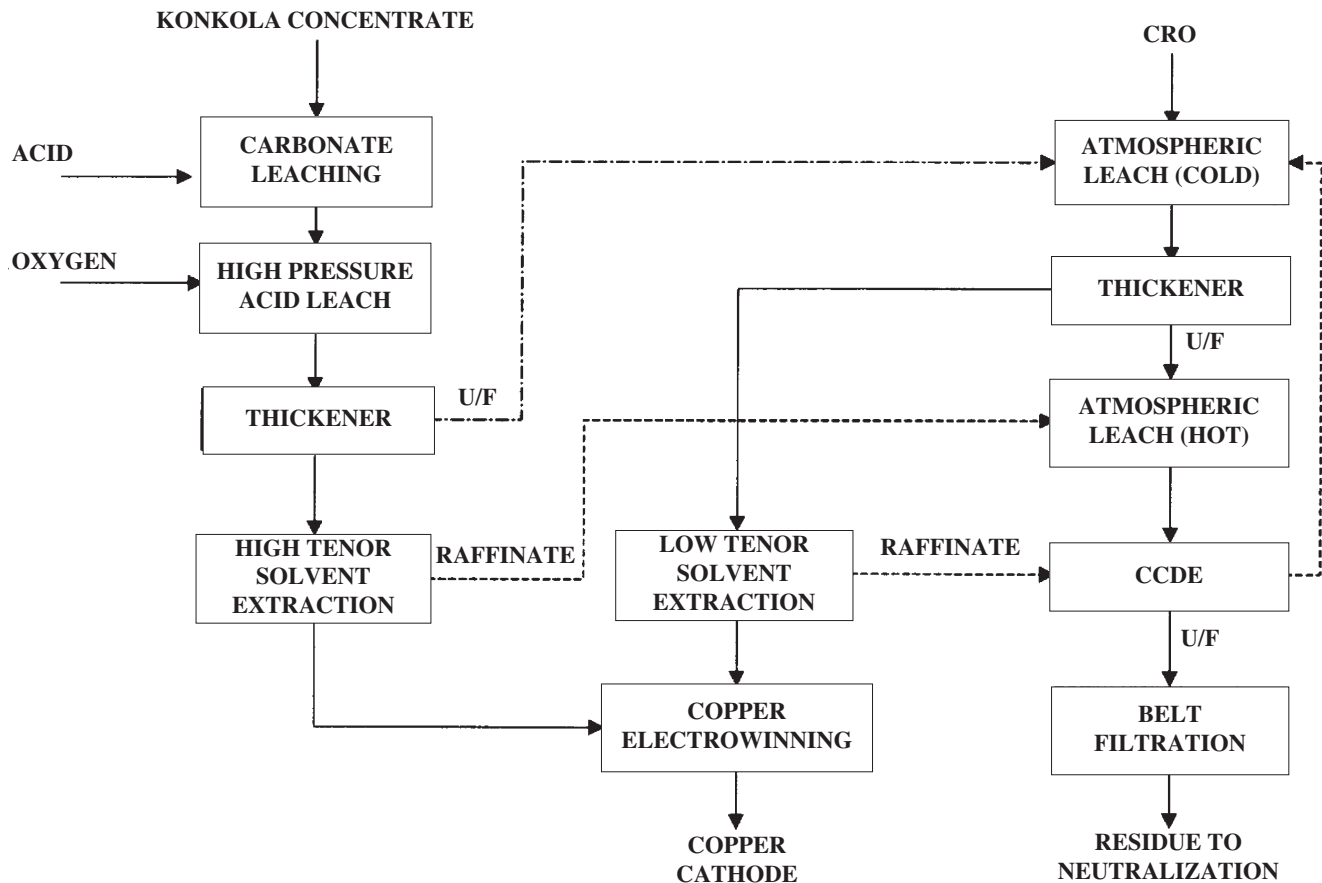 KONKOLA CONCENTRATE
CRO
ACID
CARBONATE
LEACHING
ATMOSPHERIC
LEACH (COLD)
OXYGEN
HIGH PRESSURE
ACID LEACH
THICKENER
U/F
U/F
THICKENER
ATMOSPHERIC
LEACH (HOT)
HIGH TENOR
SOLVENT
EXTRACTION
RAFFINATE
LOW TENOR
SOLVENT
EXTRACTION
RAFFINATE
CCDE
U/F
COPPER
ELECTROWINNING
BELT
FILTRATION
COPPER
CATHODE
RESIDUE TO
NEUTRALIZATION